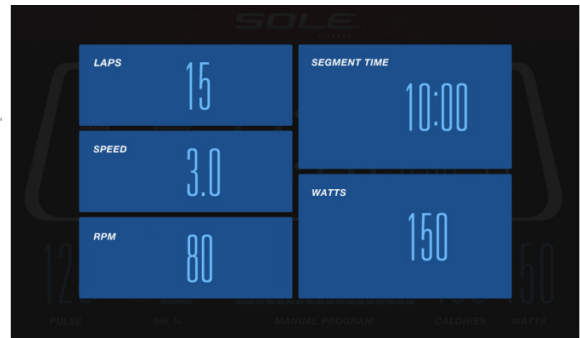 SOLE
LAPS
15
SEGMENT TIME
10:00
SPEED
3.0
WATTS
150
RPM
80
PULSE
HR %
MANUAL PROGRAM
CALORIES
WATTS